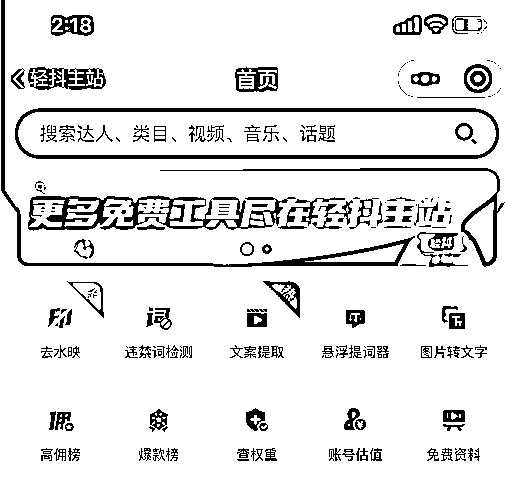 2:18
轻抖主站
首页
搜索达人、类目、视频、音乐、话题
更多免费工具尽在轻抖主站
去水映
违禁词检测
文案提取
悬浮提词器
图片转文字
高佣榜
爆款榜
查权重
账号估值
免费资料